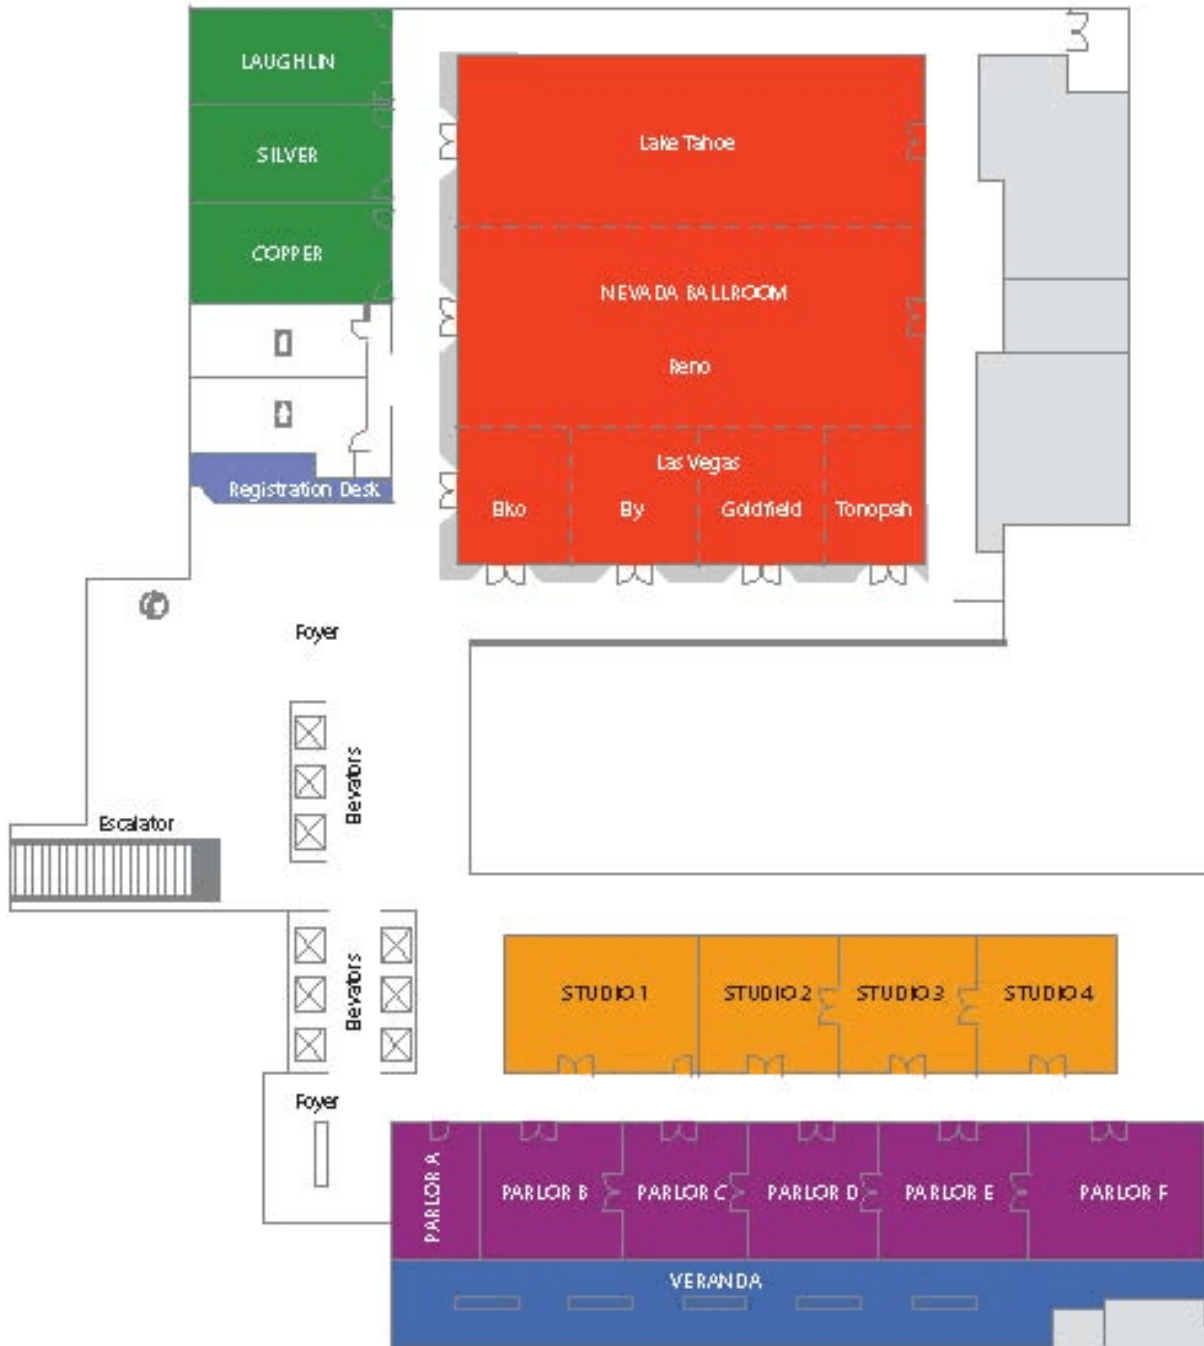 LAUGHLIN
SILVER
COPPER
Registration Desk
Lake Tahoe
NEVADA BALLROOM
Reno
Las Vegas
Elko
Ely
Goldfield
Tonopah
Foyer
Elevators
Escalator
Elevators
Foyer
STUDIO 1
STUDIO 2
STUDIO 3
STUDIO 4
PARLOR A
PARLOR B
PARLOR C
PARLOR D
PARLOR E
PARLOR F
VERANDA